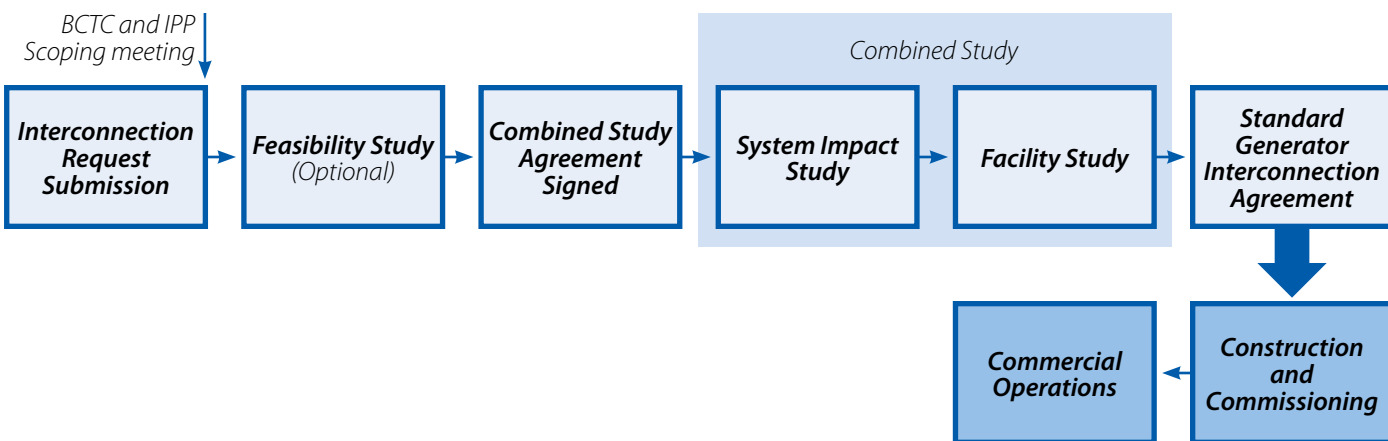 BCTC and IPP
Scoping meeting
Combined Study
Interconnection
Request
Submission
Feasibility Study
(Optional)
Combined Study
Agreement
Signed
System Impact
Study
Facility Study
Standard
Generator
Interconnection
Agreement
Commercial
Operations
Construction
and
Commissioning